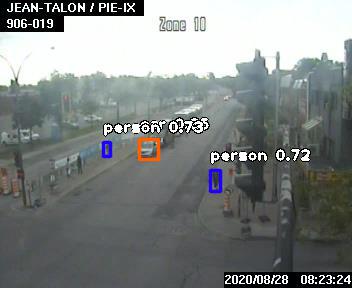 JEAN-TALON / PIE-IX
906-019
Zone 10
person 0.73
person 0.72
2020/08/28 08:23:24